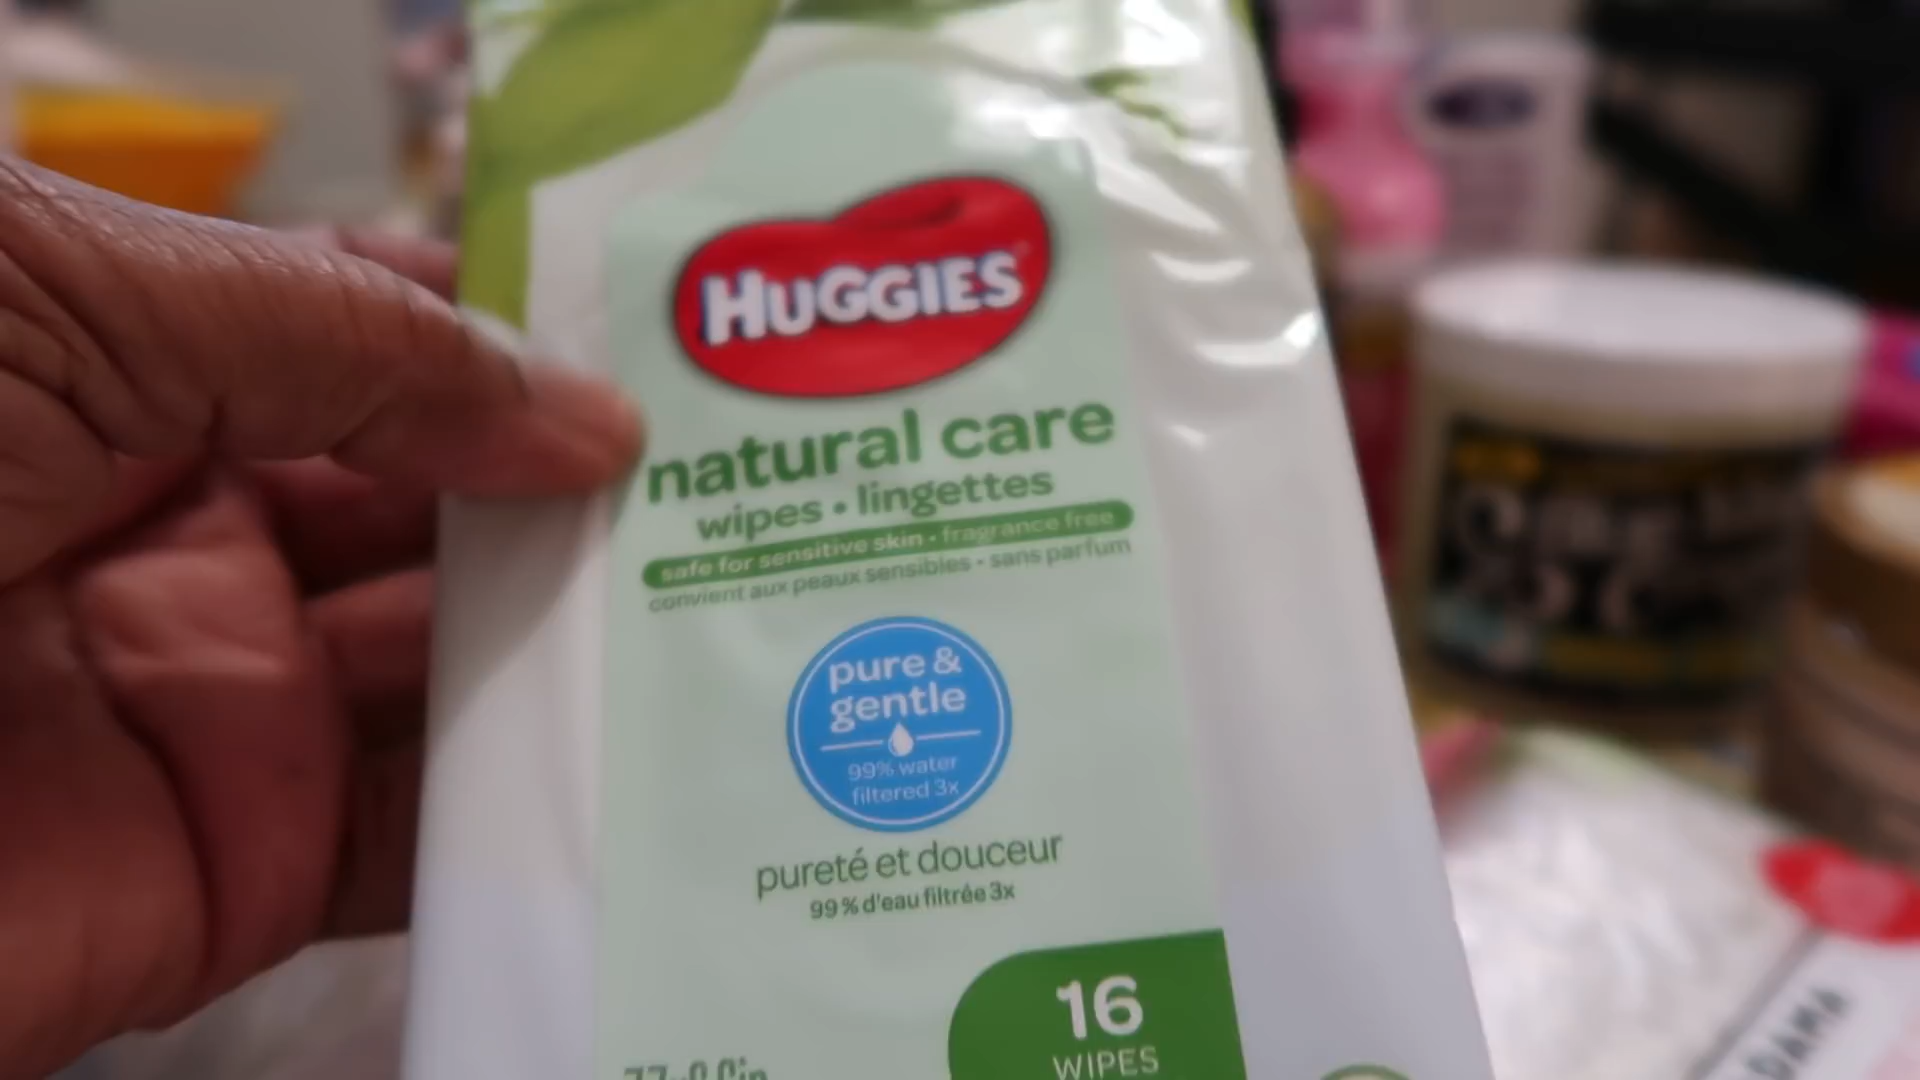 HUGGIES
natural care
wipes • lingettes
safe for sensitive skin • fragrance free
convient aux peaux sensibles • sans parfum
pure &
gentle
99% water
filtered 3x
pureté et douceur
99 % d'eau filtrée 3x
16
WIPES
DAMA